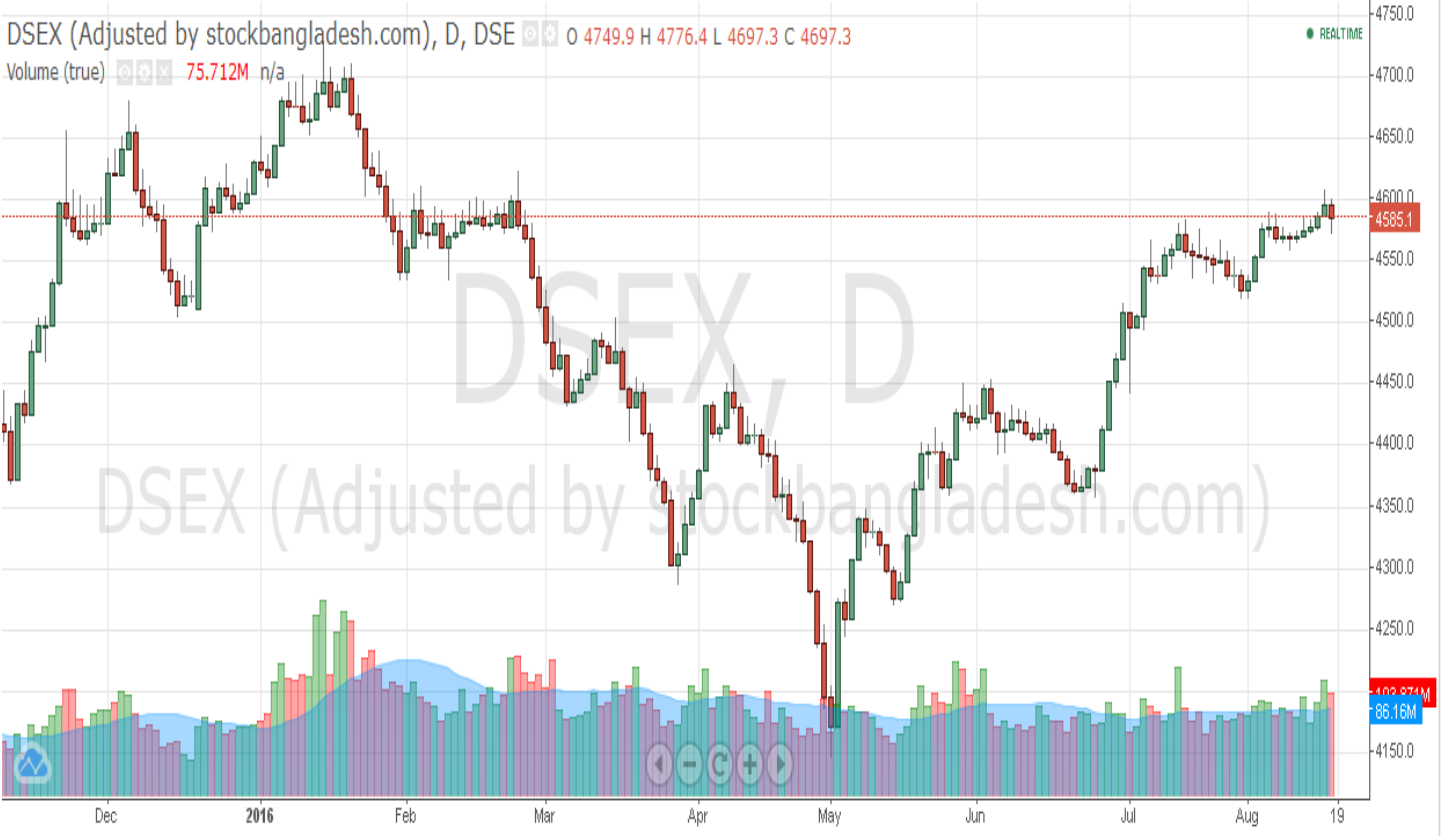 DSEX (Adjusted by stockbangladesh.com), D, DSE O 4749.9 H 4776.4 L 4697.3 C 4697.3
Volume (true) 75.712M n/a
REALTIME
DSEX, D
DSEX (Adjusted by stockbangladesh.com)
4750.0
4700.0
4650.0
4600.0
4585.1
4550.0
4500.0
4450.0
4400.0
4350.0
4300.0
4250.0
86.16M
4150.0
Dec 2016 Feb Mar Apr May Jun Jul Aug 19